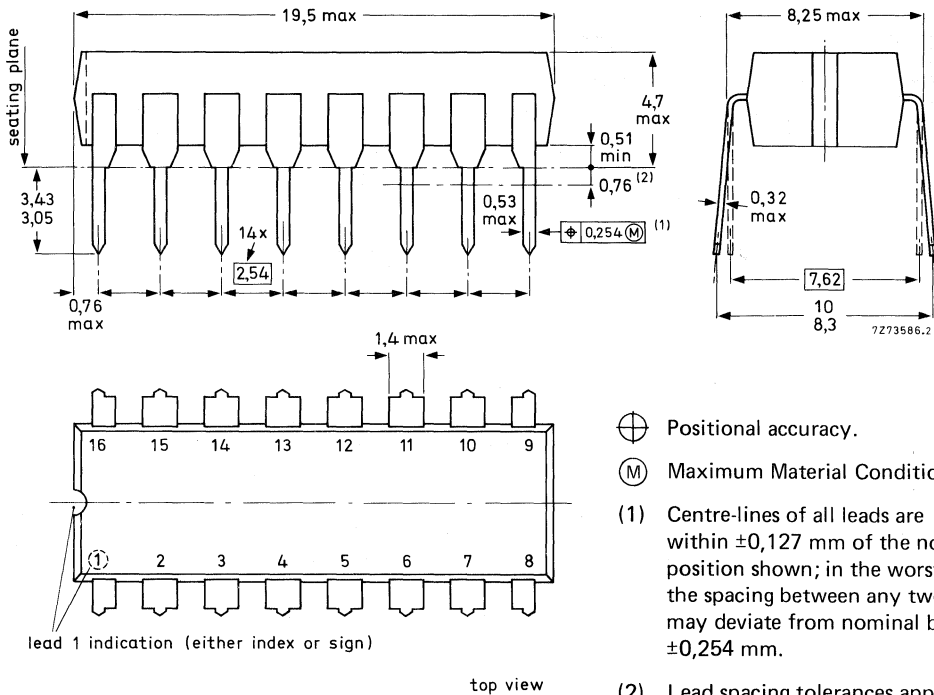 19,5 max
8,25 max
seating plane
4,7
max
0,51
min
0,76 (2)
3,43
3,05
0,53
max
0,32
max
14x
⌖ 0,254 Ⓜ (1)
2,54
0,76
max
7,62
10
8,3
7Z73586.2
1,4 max
16 15 14 13 12 11 10 9
1 2 3 4 5 6 7 8
lead 1 indication (either index or sign)
top view
Positional accuracy.
Ⓜ Maximum Material
(1) Centre-lines of all leads are
within ±0,127 mm of the
position shown; in the
the spacing between any
may deviate from nominal
±0,254 mm.
(2) Lead spacing tolerances